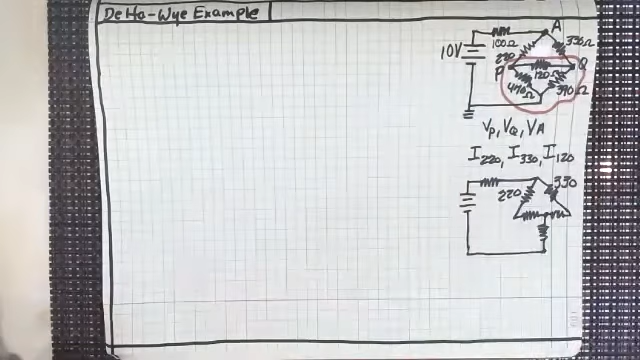 Delta-Wye Example
A
100Ω
330Ω
10V
220
P
Q
120Ω
470Ω
390Ω
VP, VQ, VA
I220, I330, I120
220
330